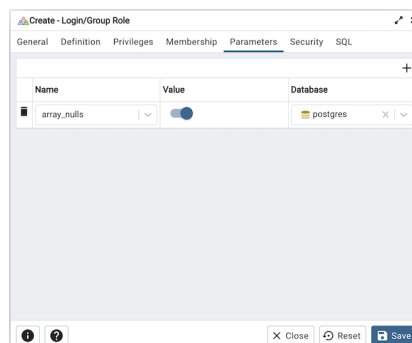 Create - Login/Group Role
General Definition Privileges Membership Parameters Security SQL
Name Value Database
array_nulls postgres
Close Reset Save